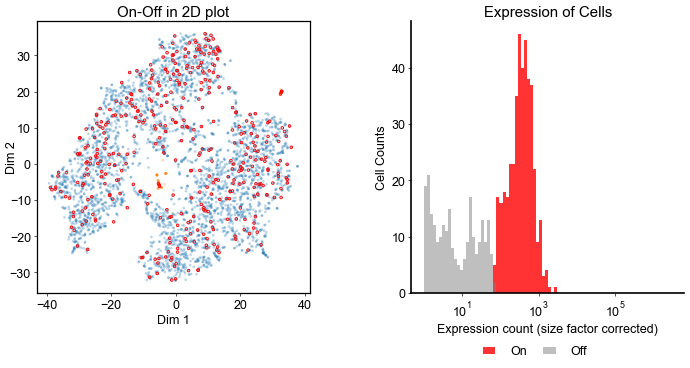 On-Off in 2D plot
30
20
10
0
−10
−20
−30
Dim 2
−40
−20
0
20
40
Dim 1
Expression of Cells
40
30
20
10
0
Cell Counts
10^1
10^3
10^5
Expression count (size factor corrected)
On Off